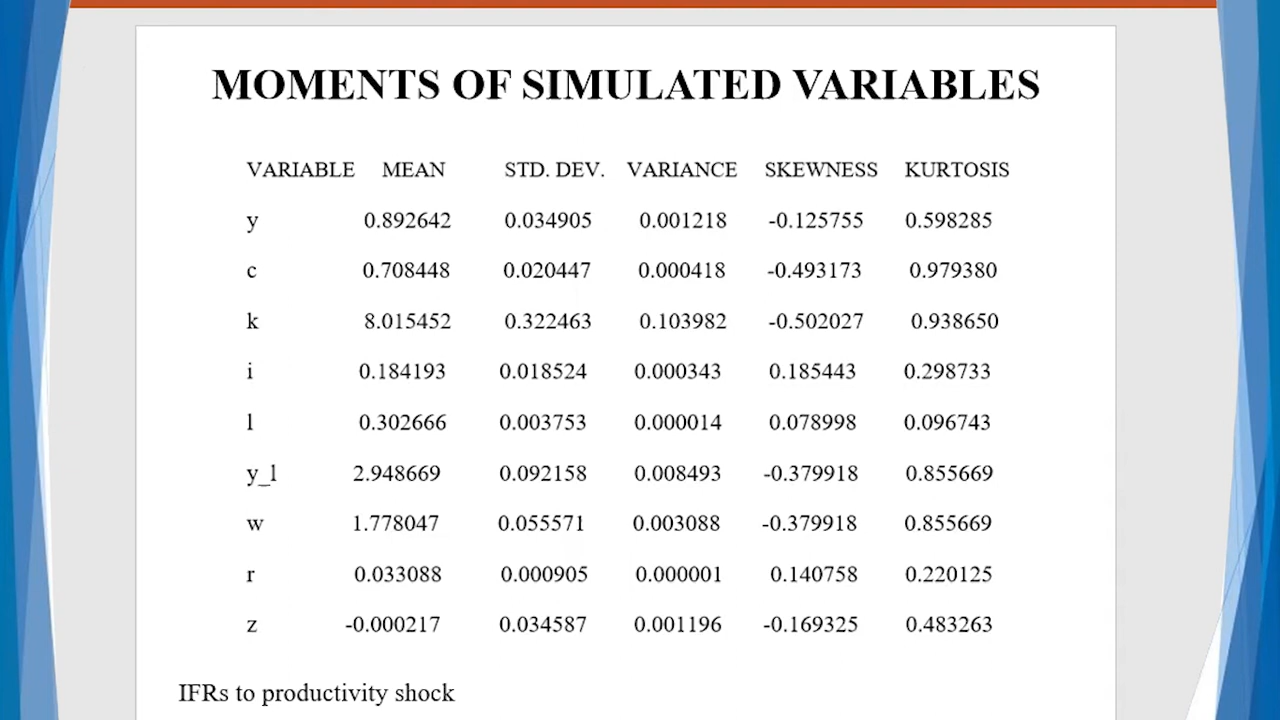 MOMENTS OF SIMULATED VARIABLES
VARIABLE MEAN STD. DEV. VARIANCE SKEWNESS KURTOSIS
y 0.892642 0.034905 0.001218 -0.125755 0.598285
c 0.708448 0.020447 0.000418 -0.493173 0.979380
k 8.015452 0.322463 0.103982 -0.502027 0.938650
i 0.184193 0.018524 0.000343 0.185443 0.298733
l 0.302666 0.003753 0.000014 0.078998 0.096743
y_l 2.948669 0.092158 0.008493 -0.379918 0.855669
w 1.778047 0.055571 0.003088 -0.379918 0.855669
r 0.033088 0.000905 0.000001 0.140758 0.220125
z -0.000217 0.034587 0.001196 -0.169325 0.483263
IFRs to productivity shock